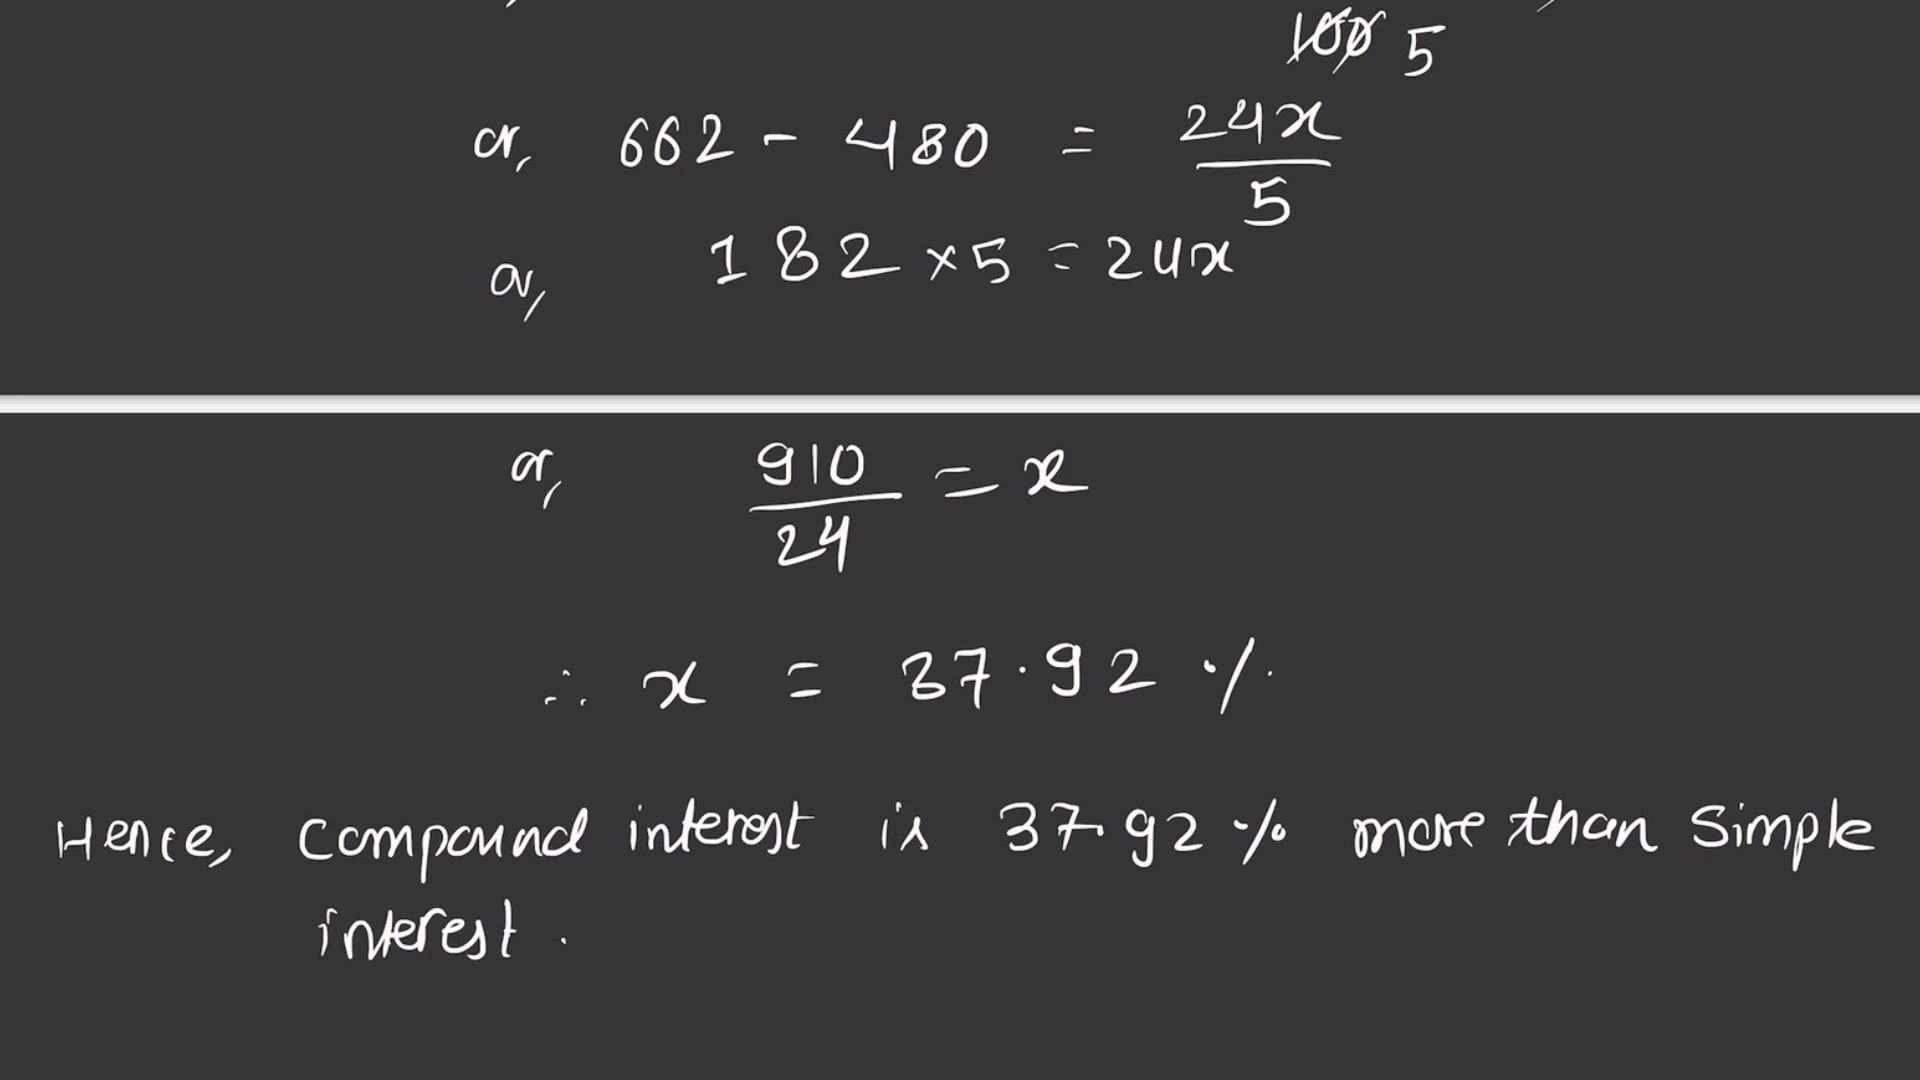 100 5
or, 662 - 480 = 24x/5
or, 182 × 5 = 24x
or, 910/24 = x
∴ x = 37.92 %
Hence, compound interest is 37.92 % more than simple
interest.